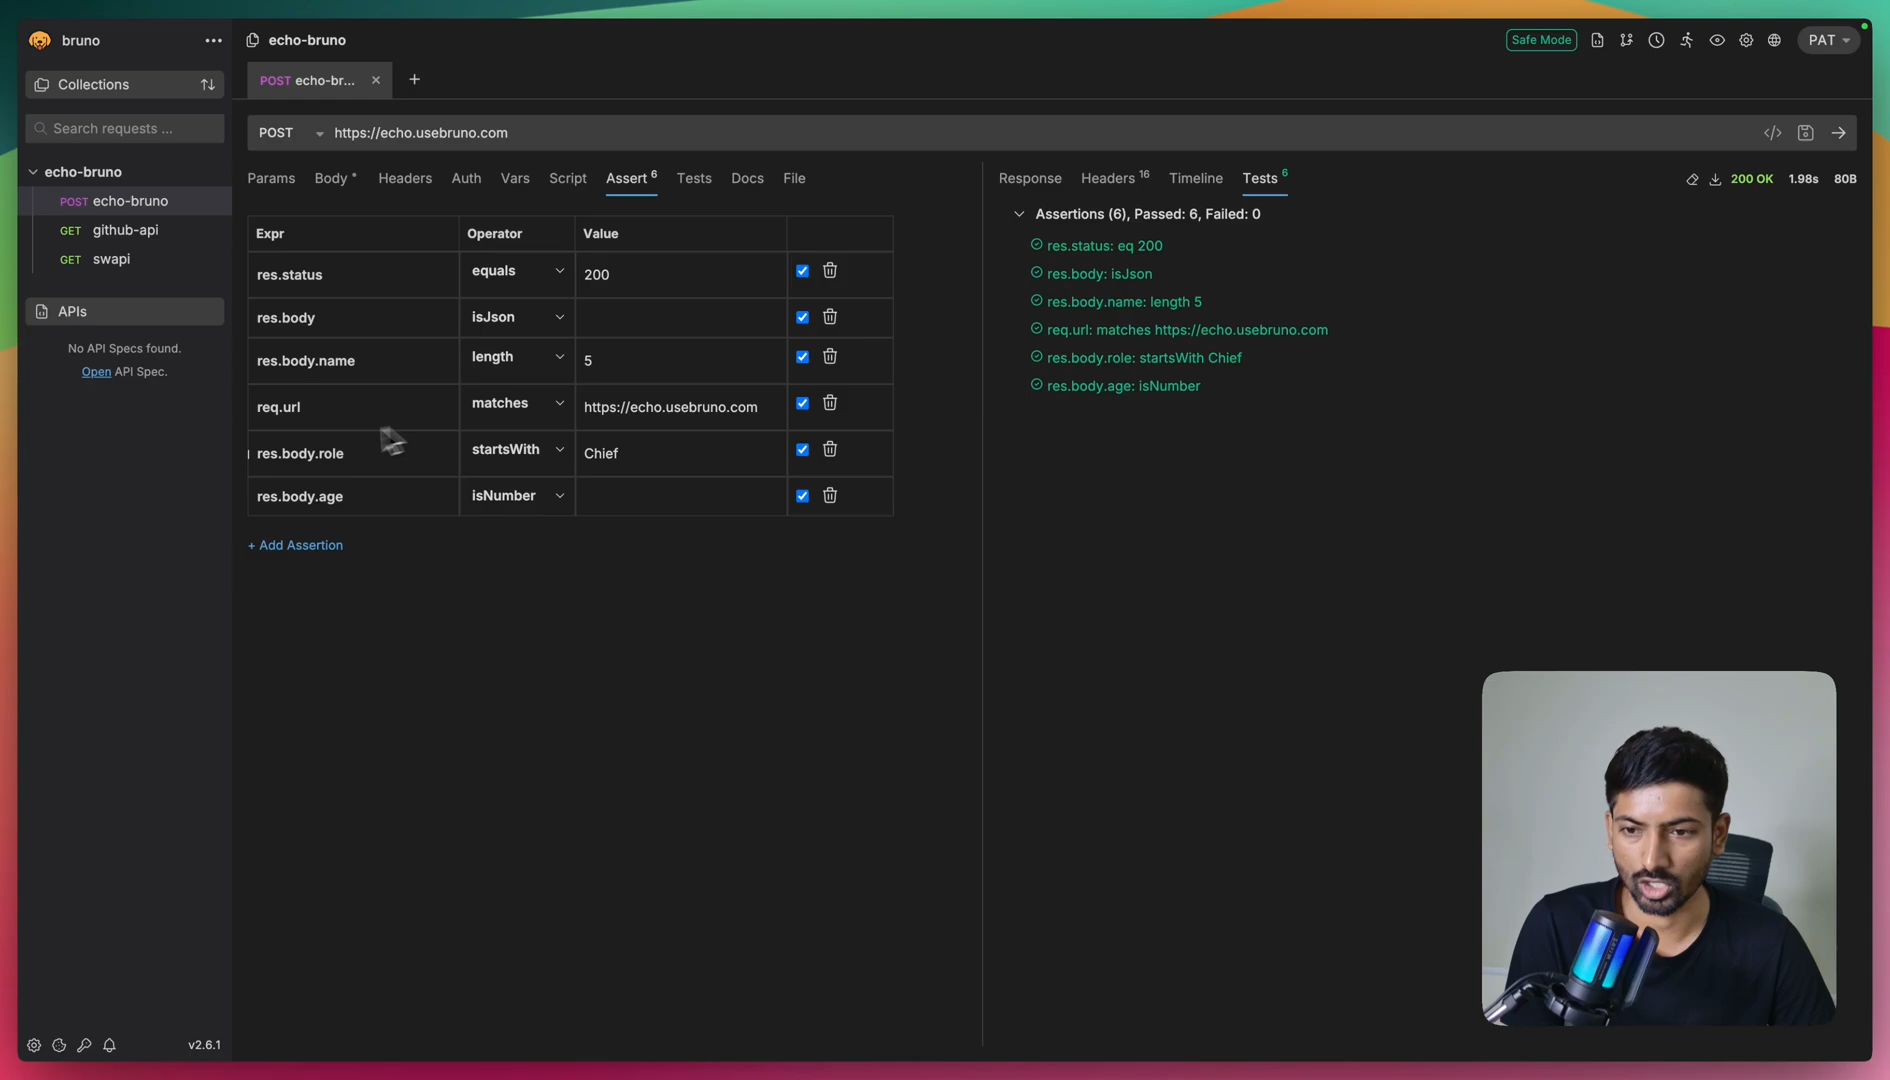 bruno
Collections
Search requests ...
echo-bruno
POST echo-bruno
GET github-api
GET swapi
APIs
No API Specs found.
Open API Spec.
v2.6.1
echo-bruno
Safe Mode
PAT
POST echo-br...
POST https://echo.usebruno.com
Params Body Headers Auth Vars Script Assert 6 Tests Docs File
Expr Operator Value
res.status equals 200
res.body isJson
res.body.name length 5
req.url matches https://echo.usebruno.com
res.body.role startsWith Chief
res.body.age isNumber
+ Add Assertion
Response Headers 16 Timeline Tests 6
200 OK 1.98s 80B
Assertions (6), Passed: 6, Failed: 0
res.status: eq 200
res.body: isJson
res.body.name: length 5
req.url: matches https://echo.usebruno.com
res.body.role: startsWith Chief
res.body.age: isNumber